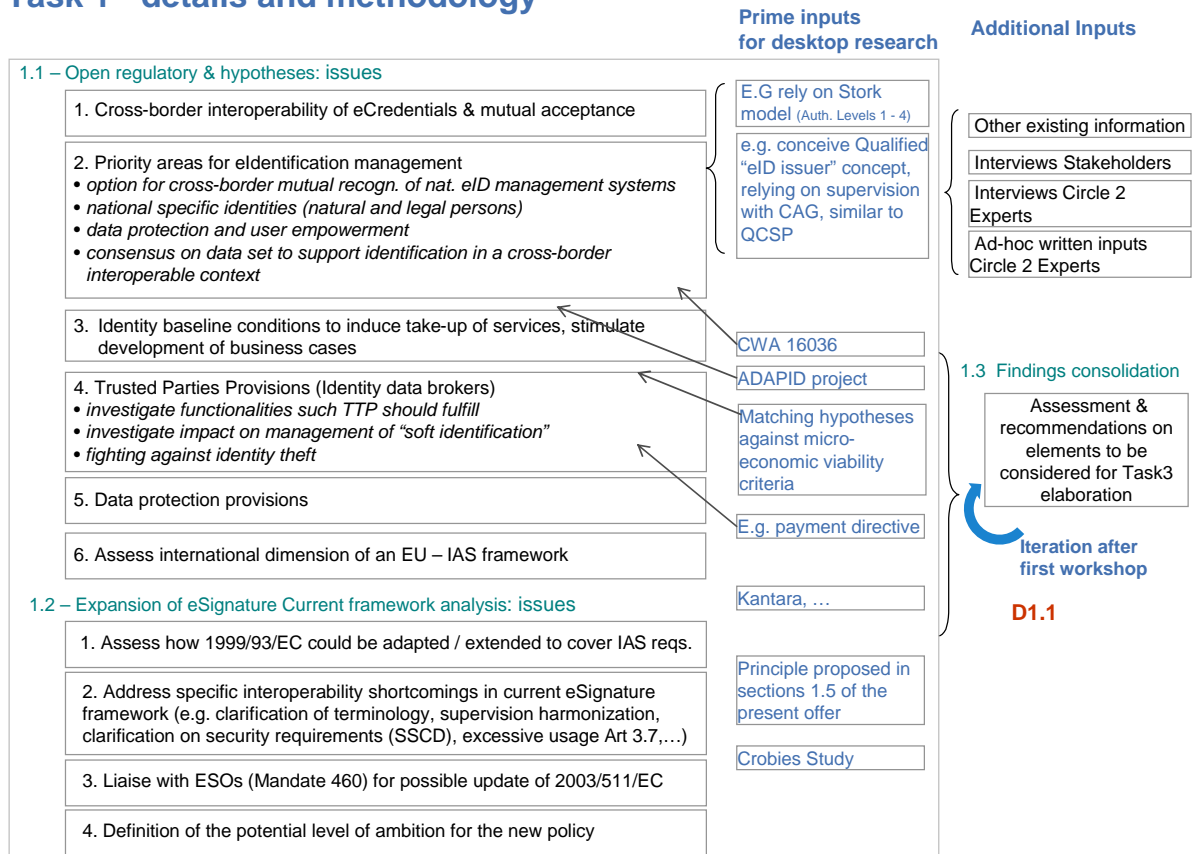 Task 1 - details and methodology
Prime inputs
for desktop research
Additional Inputs
1.1 – Open regulatory & hypotheses: issues
1. Cross-border interoperability of eCredentials & mutual acceptance
2. Priority areas for eIdentification management
• option for cross-border mutual recogn. of nat. eID management systems
• national specific identities (natural and legal persons)
• data protection and user empowerment
• consensus on data set to support identification in a cross-border
interoperable context
3. Identity baseline conditions to induce take-up of services, stimulate
development of business cases
4. Trusted Parties Provisions (Identity data brokers)
• investigate functionalities such TTP should fulfill
• investigate impact on management of “soft identification”
• fighting against identity theft
5. Data protection provisions
6. Assess international dimension of an EU – IAS framework
1.2 – Expansion of eSignature Current framework analysis: issues
1. Assess how 1999/93/EC could be adapted / extended to cover IAS reqs.
2. Address specific interoperability shortcomings in current eSignature
framework (e.g. clarification of terminology, supervision harmonization,
clarification on security requirements (SSCD), excessive usage Art 3.7,…)
3. Liaise with ESOs (Mandate 460) for possible update of 2003/511/EC
4. Definition of the potential level of ambition for the new policy
E.G rely on Stork
model (Auth. Levels 1 - 4)
e.g. conceive Qualified
“eID issuer” concept,
relying on supervision
with CAG, similar to
QCSP
CWA 16036
ADAPID project
Matching hypotheses
against micro-
economic viability
criteria
E.g. payment directive
Kantara, …
Principle proposed in
sections 1.5 of the
present offer
Crobies Study
Other existing information
Interviews Stakeholders
Interviews Circle 2
Experts
Ad-hoc written inputs
Circle 2 Experts
1.3 Findings consolidation
Assessment &
recommendations on
elements to be
considered for Task3
elaboration
Iteration after
first workshop
D1.1